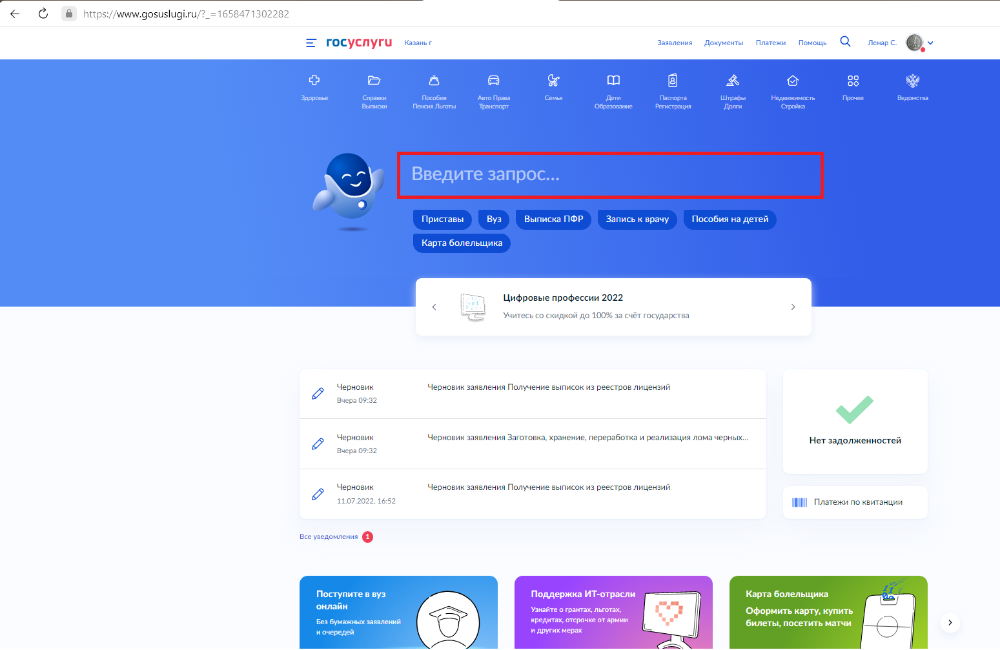 https://www.gosuslugi.ru/?_=1658471302282
госуслуги
Казань г
Заявления
Документы
Платежи
Помощь
Ленар С.
Здоровье
Справки
Выписки
Пособия
Пенсия Льготы
Авто Права
Транспорт
Семья
Дети
Образование
Паспорта
Регистрация
Штрафы
Долги
Недвижимость
Стройка
Прочее
Ведомства
Введите запрос...
Приставы
Вуз
Выписка ПФР
Запись к врачу
Пособия на детей
Карта болельщика
Цифровые профессии 2022
Учитесь со скидкой до 100% за счёт государства
Черновик
Вчера 09:32
Черновик заявления Получение выписок из реестров лицензий
Черновик
Вчера 09:32
Черновик заявления Заготовка, хранение, переработка и реализация лома черных...
Черновик
11.07.2022, 16:52
Черновик заявления Получение выписок из реестров лицензий
Нет задолженностей
Платежи по квитанции
Все уведомления 1
Поступите в вуз
онлайн
Без бумажных заявлений
и очередей
Поддержка ИТ-отрасли
Узнайте о грантах, льготах,
кредитах, отсрочке от армии
и других мерах
Карта болельщика
Оформить карту, купить
билеты, посетить матчи